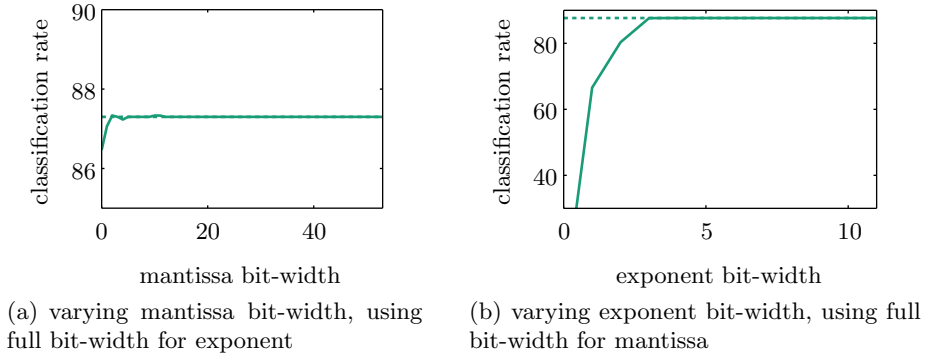 90
88
86
classification rate
0
20
40
mantissa bit-width
(a) varying mantissa bit-width, using
full bit-width for exponent
80
60
40
classification rate
0
5
10
exponent bit-width
(b) varying exponent bit-width, using full
bit-width for mantissa